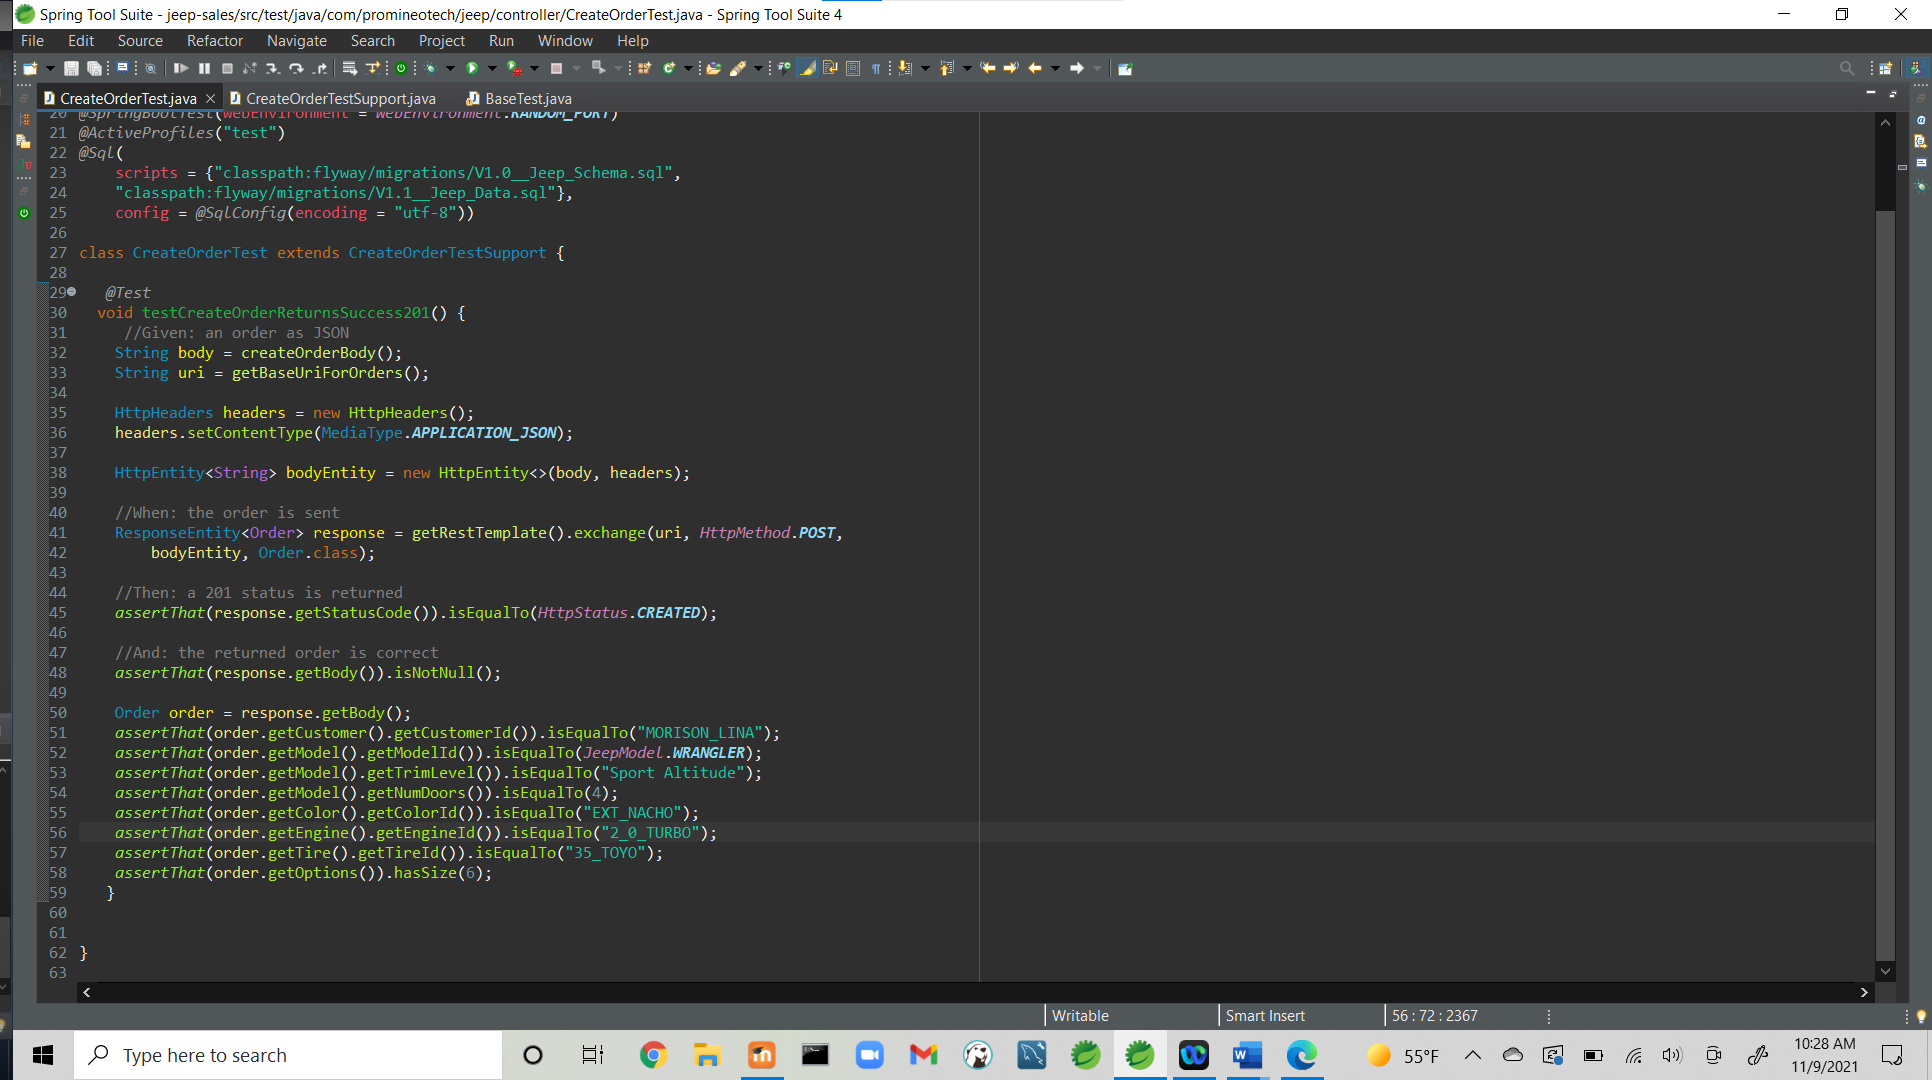 Spring Tool Suite - jeep-sales/src/test/java/com/promineotech/jeep/controller/CreateOrderTest.java - Spring Tool Suite 4
File Edit Source Refactor Navigate Search Project Run Window Help
CreateOrderTest.java CreateOrderTestSupport.java BaseTest.java
20 @SpringBootTest(webEnvironment = WebEnvironment.RANDOM_PORT)
21 @ActiveProfiles("test")
22 @Sql(
23 scripts = {"classpath:flyway/migrations/V1.0__Jeep_Schema.sql",
24 "classpath:flyway/migrations/V1.1__Jeep_Data.sql"},
25 config = @SqlConfig(encoding = "utf-8"))
26
27 class CreateOrderTest extends CreateOrderTestSupport {
28
29 @Test
30 void testCreateOrderReturnsSuccess201() {
31 //Given: an order as JSON
32 String body = createOrderBody();
33 String uri = getBaseUriForOrders();
34
35 HttpHeaders headers = new HttpHeaders();
36 headers.setContentType(MediaType.APPLICATION_JSON);
37
38 HttpEntity<String> bodyEntity = new HttpEntity<>(body, headers);
39
40 //When: the order is sent
41 ResponseEntity<Order> response = getRestTemplate().exchange(uri, HttpMethod.POST,
42 bodyEntity, Order.class);
43
44 //Then: a 201 status is returned
45 assertThat(response.getStatusCode()).isEqualTo(HttpStatus.CREATED);
46
47 //And: the returned order is correct
48 assertThat(response.getBody()).isNotNull();
49
50 Order order = response.getBody();
51 assertThat(order.getCustomer().getCustomerId()).isEqualTo("MORISON_LINA");
52 assertThat(order.getModel().getModelId()).isEqualTo(JeepModel.WRANGLER);
53 assertThat(order.getModel().getTrimLevel()).isEqualTo("Sport Altitude");
54 assertThat(order.getModel().getNumDoors()).isEqualTo(4);
55 assertThat(order.getColor().getColorId()).isEqualTo("EXT_NACHO");
56 assertThat(order.getEngine().getEngineId()).isEqualTo("2_0_TURBO");
57 assertThat(order.getTire().getTireId()).isEqualTo("35_TOYO");
58 assertThat(order.getOptions()).hasSize(6);
59 }
60
61
62 }
63
Writable Smart Insert 56 : 72 : 2367
Type here to search
55°F
10:28 AM
11/9/2021